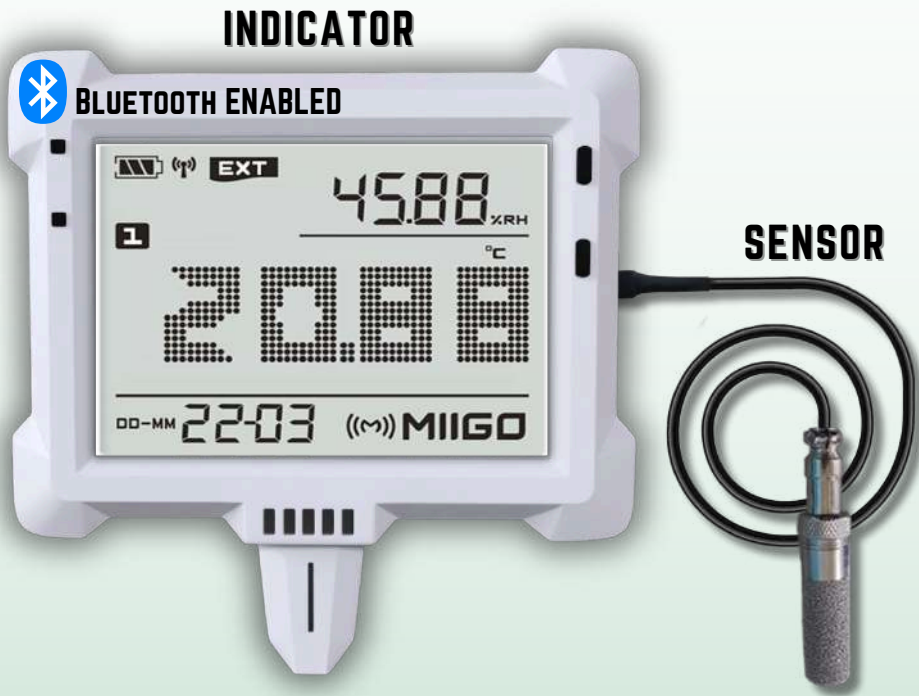 INDICATOR
Bluetooth ENABLED
EXT
45.88 %RH
1
°C
20.88
DD-MM 22-03 ((~)) MIIGO
SENSOR